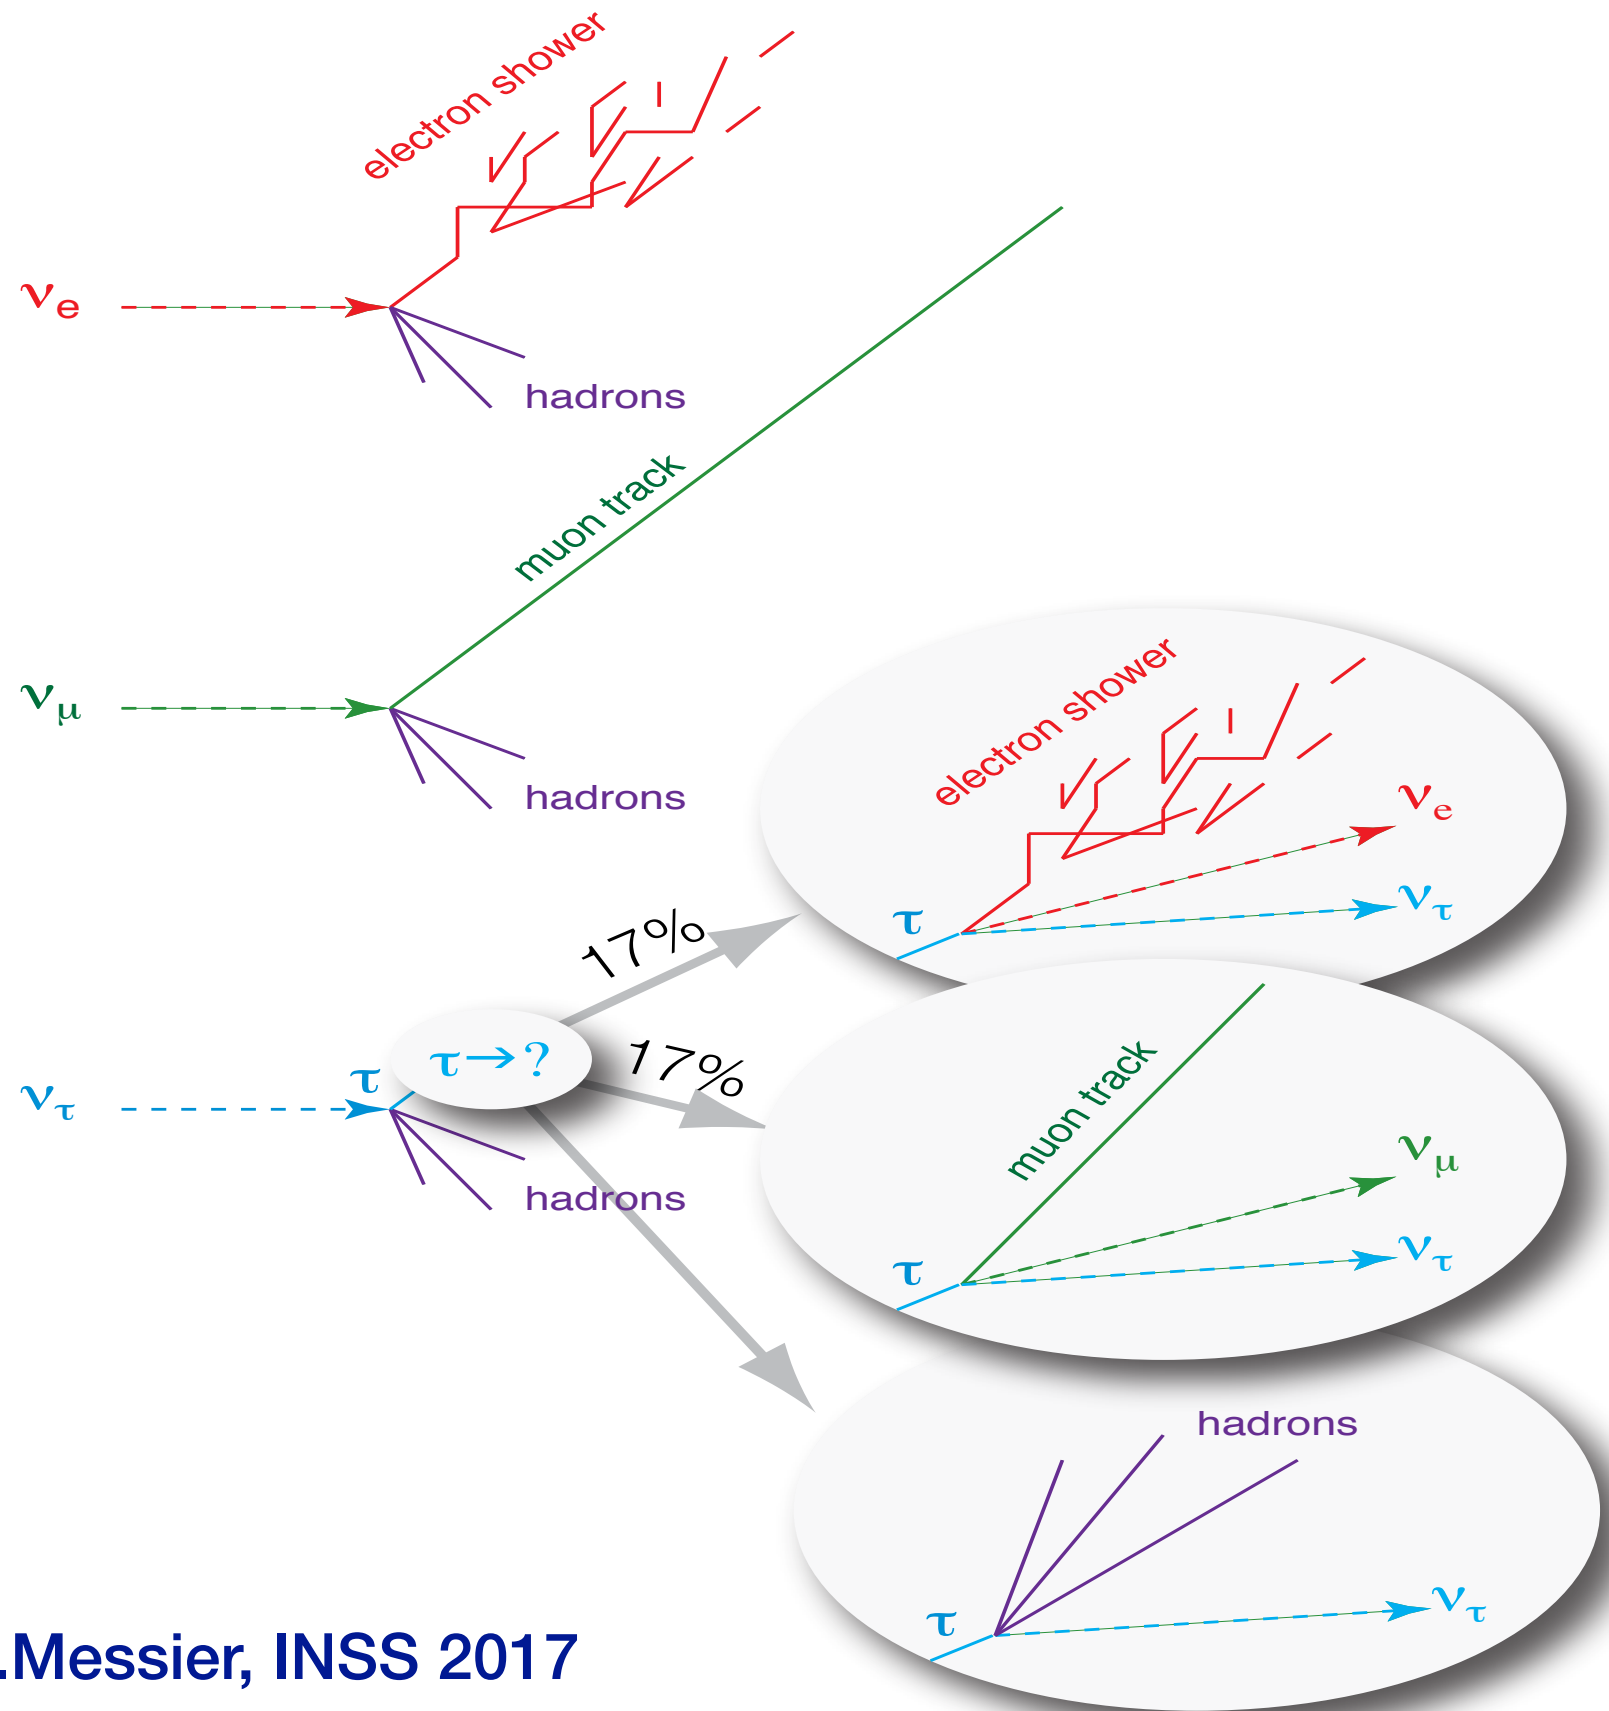 electron shower
νe
hadrons
muon track
νμ
hadrons
electron shower
νe
ντ
τ
17%
τ→?
17%
τ
ντ
hadrons
muon track
νμ
ντ
τ
hadrons
ντ
τ
.Messier, INSS 2017